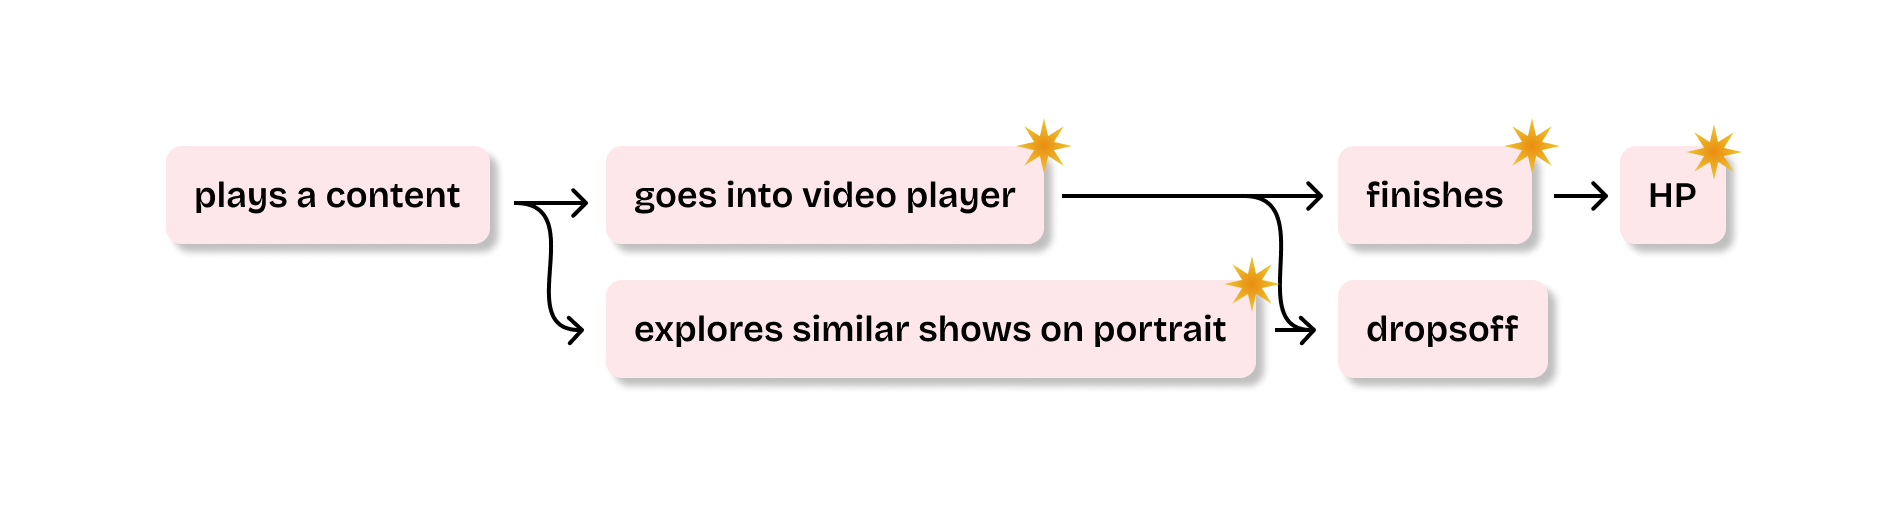 plays a content
goes into video player
finishes
HP
explores similar shows on portrait
dropsoff